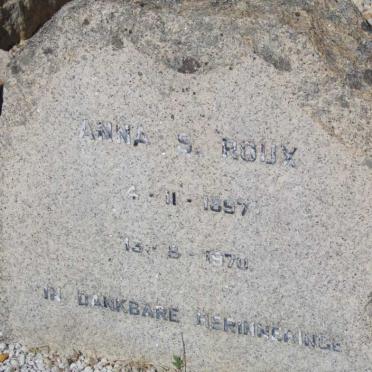 ANNA S. ROUX
4 - 11 - 1897
13 - 8 - 1970
IN DANKBARE HERINNERINGE